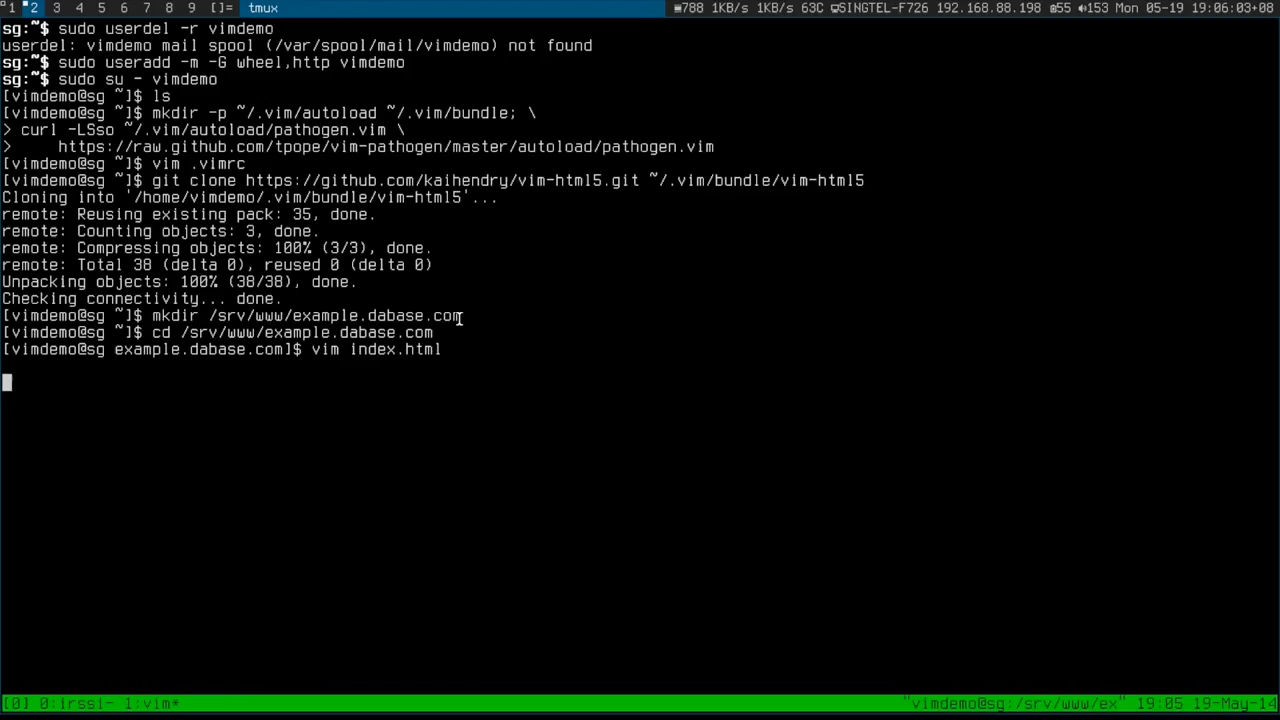 1 2 3 4 5 6 7 8 9 []= tmux 788 1KB/s 1KB/s 63C SINGTEL-F726 192.168.88.198 55 153 Mon 05-19 19:06:03+08
sg:~$ sudo userdel -r vimdemo
userdel: vimdemo mail spool (/var/spool/mail/vimdemo) not found
sg:~$ sudo useradd -m -G wheel,http vimdemo
sg:~$ sudo su - vimdemo
[vimdemo@sg ~]$ ls
[vimdemo@sg ~]$ mkdir -p ~/.vim/autoload ~/.vim/bundle; \
> curl -LSso ~/.vim/autoload/pathogen.vim \
>     https://raw.github.com/tpope/vim-pathogen/master/autoload/pathogen.vim
[vimdemo@sg ~]$ vim .vimrc
[vimdemo@sg ~]$ git clone https://github.com/kaihendry/vim-html5.git ~/.vim/bundle/vim-html5
Cloning into '/home/vimdemo/.vim/bundle/vim-html5'...
remote: Reusing existing pack: 35, done.
remote: Counting objects: 3, done.
remote: Compressing objects: 100% (3/3), done.
remote: Total 38 (delta 0), reused 0 (delta 0)
Unpacking objects: 100% (38/38), done.
Checking connectivity... done.
[vimdemo@sg ~]$ mkdir /srv/www/example.dabase.com
[vimdemo@sg ~]$ cd /srv/www/example.dabase.com
[vimdemo@sg example.dabase.com]$ vim index.html
[0] 0:irssi- 1:vim* "vimdemo@sg:/srv/www/ex" 19:05 19-May-14